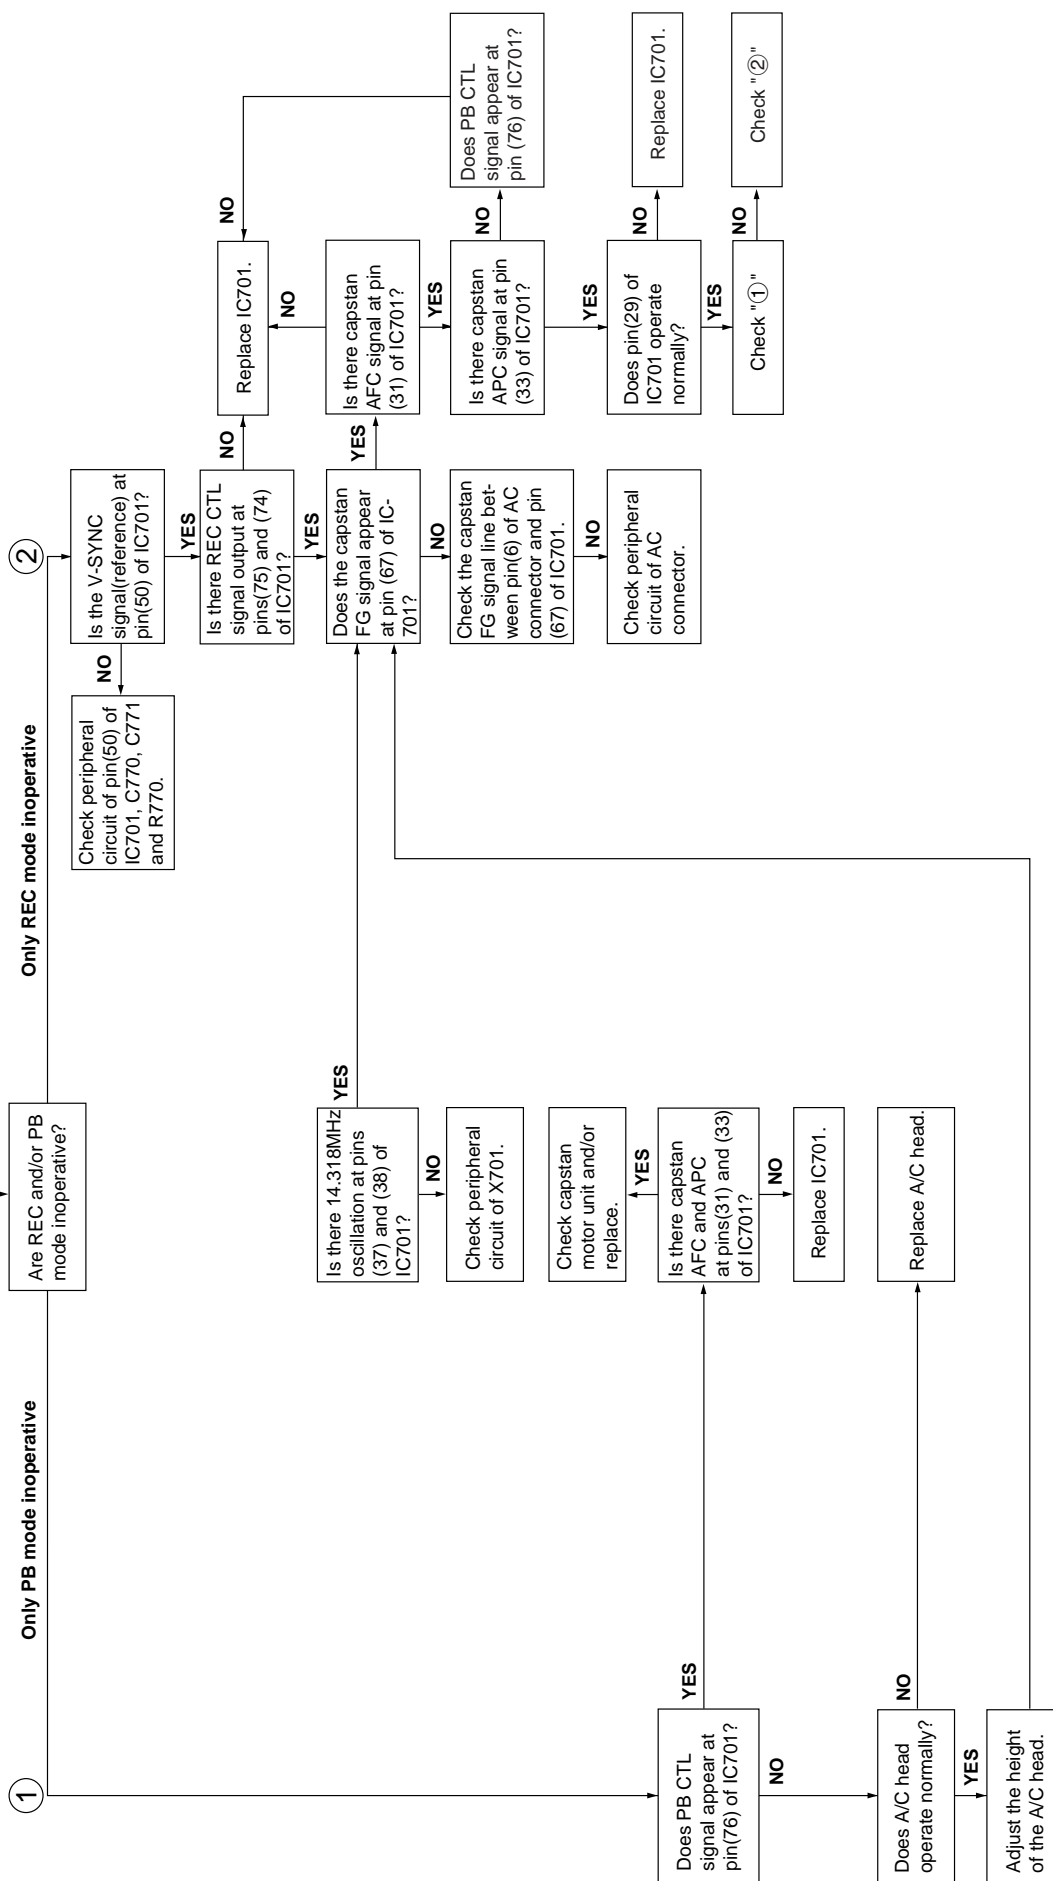 Are REC and/or PB
mode inoperative?
1
Only PB mode inoperative
Only REC mode inoperative
2
Does PB CTL
signal appear at
pin(76) of IC701?
YES
NO
Does A/C head
operate normally?
NO
YES
Adjust the height
of the A/C head.
Replace A/C head.
Is there 14.318MHz
oscillation at pins
(37) and (38) of
IC701?
YES
NO
Check peripheral
circuit of X701.
Check capstan
motor unit and/or
replace.
YES
Is there capstan
AFC and APC
at pins(31) and (33)
of IC701?
NO
Replace IC701.
Is the V-SYNC
signal(reference) at
pin(50) of IC701?
NO
Check peripheral
circuit of pin(50) of
IC701, C770, C771
and R770.
YES
Is there REC CTL
signal output at
pins(75) and (74)
of IC701?
NO
Replace IC701.
YES
Does the capstan
FG signal appear
at pin (67) of IC-
701?
YES
NO
Check the capstan
FG signal line bet-
ween pin(6) of AC
connector and pin
(67) of IC701.
NO
Check peripheral
circuit of AC
connector.
Is there capstan
AFC signal at pin
(31) of IC701?
NO
YES
Is there capstan
APC signal at pin
(33) of IC701?
NO
Does PB CTL
signal appear at
pin (76) of IC701?
NO
YES
Does pin(29) of
IC701 operate
normally?
NO
Replace IC701.
YES
Check "①"
NO
Check "②"